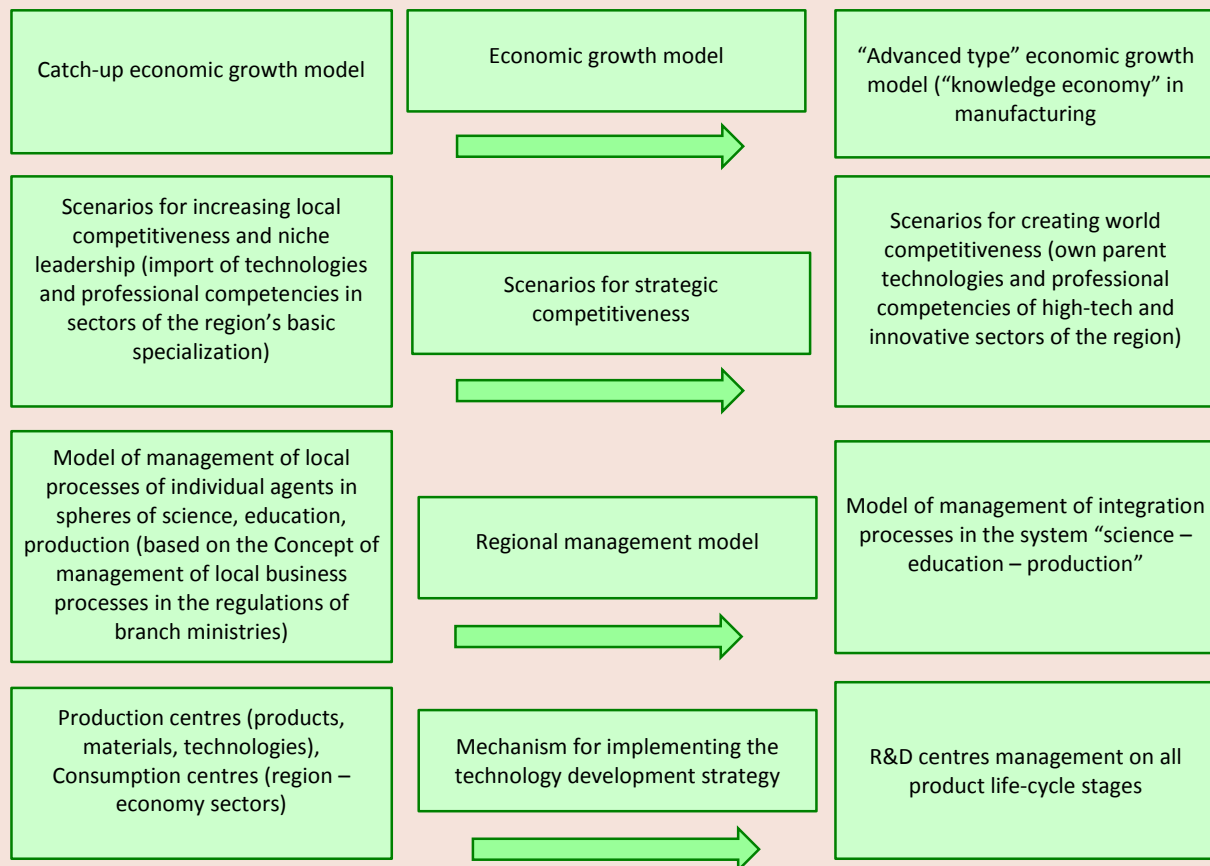 Catch-up economic growth model
Economic growth model
“Advanced type” economic growth
model (“knowledge economy” in
manufacturing
Scenarios for increasing local
competitiveness and niche
leadership (import of technologies
and professional competencies in
sectors of the region’s basic
specialization)
Scenarios for strategic
competitiveness
Scenarios for creating world
competitiveness (own parent
technologies and professional
competencies of high-tech and
innovative sectors of the region)
Model of management of local
processes of individual agents in
spheres of science, education,
production (based on the Concept of
management of local business
processes in the regulations of
branch ministries)
Regional management model
Model of management of integration
processes in the system “science –
education – production”
Production centres (products,
materials, technologies),
Consumption centres (region –
economy sectors)
Mechanism for implementing the
technology development strategy
R&D centres management on all
product life-cycle stages